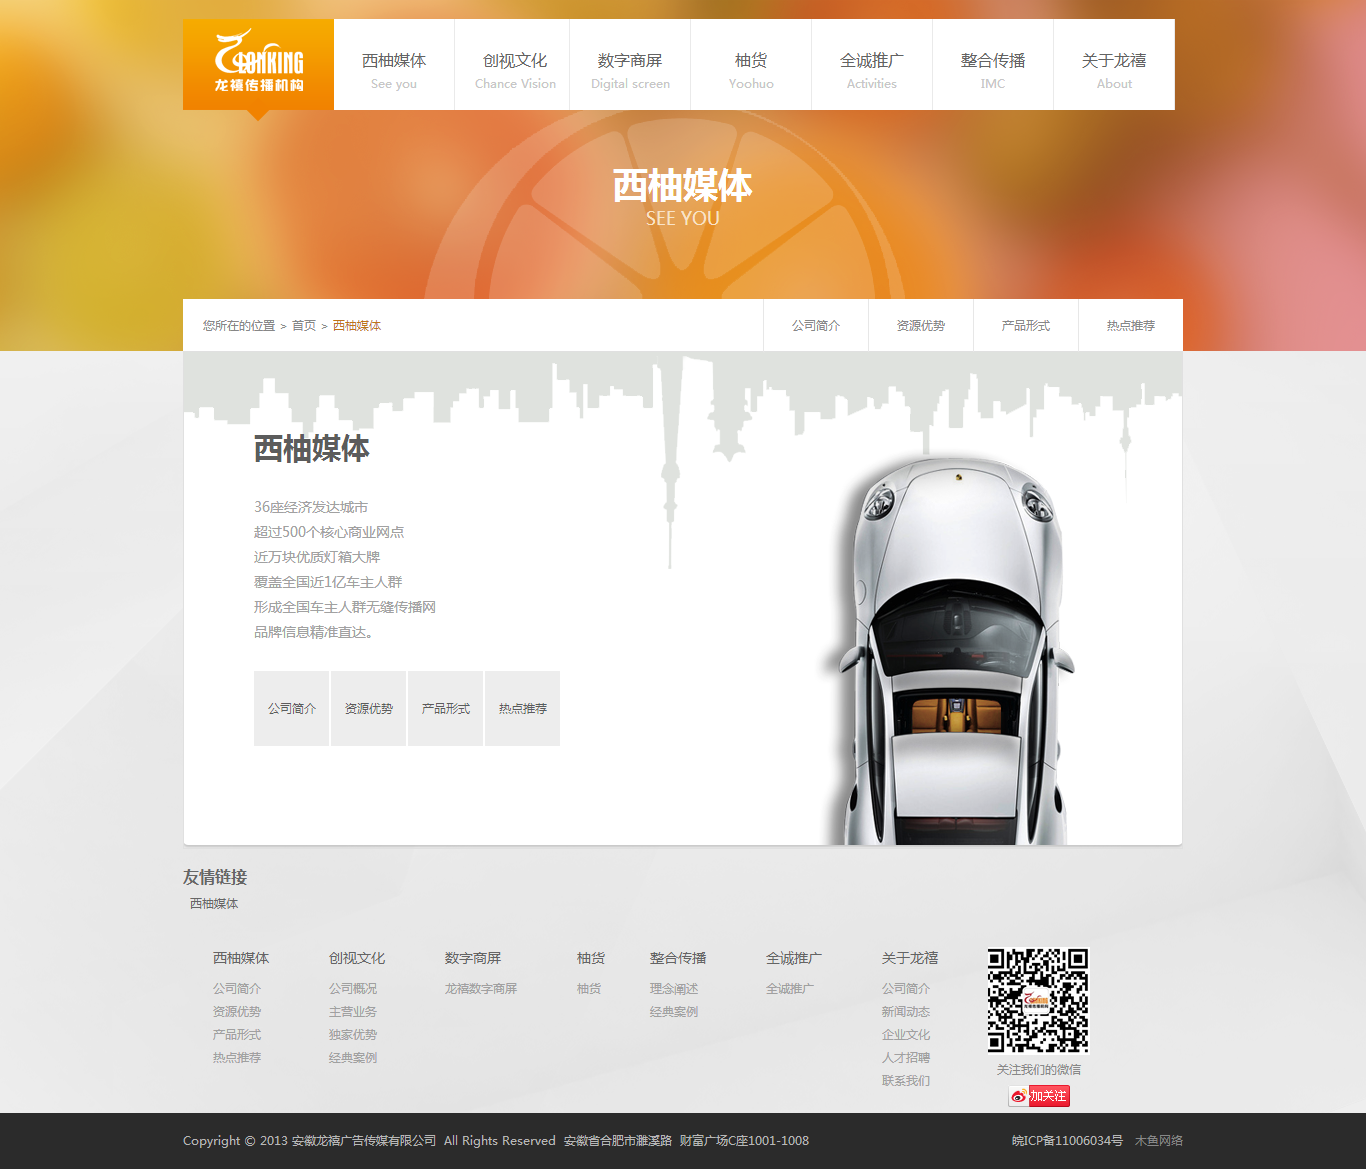 LONKING
龙禧传播机构
西柚媒体 创视文化 数字商屏 柚货 全诚推广 整合传播 关于龙禧
See you Chance Vision Digital screen Yoohuo Activities IMC About
西柚媒体
SEE YOU
您所在的位置 > 首页 > 西柚媒体 公司简介 资源优势 产品形式 热点推荐
西柚媒体
36座经济发达城市
超过500个核心商业网点
近万块优质灯箱大牌
覆盖全国近1亿车主人群
形成全国车主人群无缝传播网
品牌信息精准直达。
公司简介 资源优势 产品形式 热点推荐
友情链接
西柚媒体
西柚媒体 创视文化 数字商屏 柚货 整合传播 全诚推广 关于龙禧
公司简介 公司概况 龙禧数字商屏 柚货 理念阐述 全诚推广 公司简介
资源优势 主营业务 经典案例 新闻动态
产品形式 独家优势 企业文化
热点推荐 经典案例 人才招聘
联系我们
关注我们的微信
加关注
Copyright © 2013 安徽龙禧广告传媒有限公司 All Rights Reserved 安徽省合肥市濉溪路 财富广场C座1001-1008 皖ICP备11006034号 木鱼网络